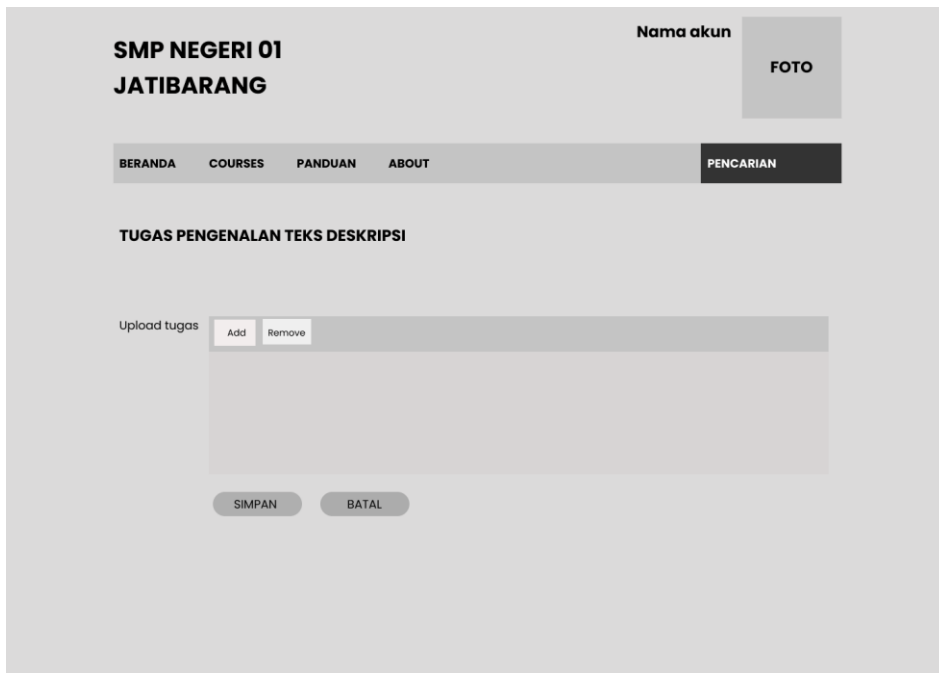 SMP NEGERI 01
JATIBARANG
Nama akun
FOTO
BERANDA COURSES PANDUAN ABOUT PENCARIAN
TUGAS PENGENALAN TEKS DESKRIPSI
Upload tugas Add Remove
SIMPAN BATAL